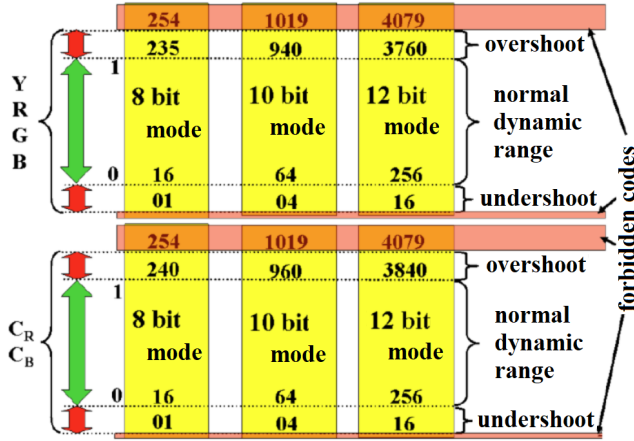 254 1019 4079
235 940 3760 overshoot
1
Y
R
G
B
8 bit
mode
10 bit
mode
12 bit
mode
normal
dynamic
range
0
16 64 256
01 04 16 undershoot
forbidden codes
254 1019 4079
240 960 3840 overshoot
1
CR
CB
8 bit
mode
10 bit
mode
12 bit
mode
normal
dynamic
range
0
16 64 256
01 04 16 undershoot